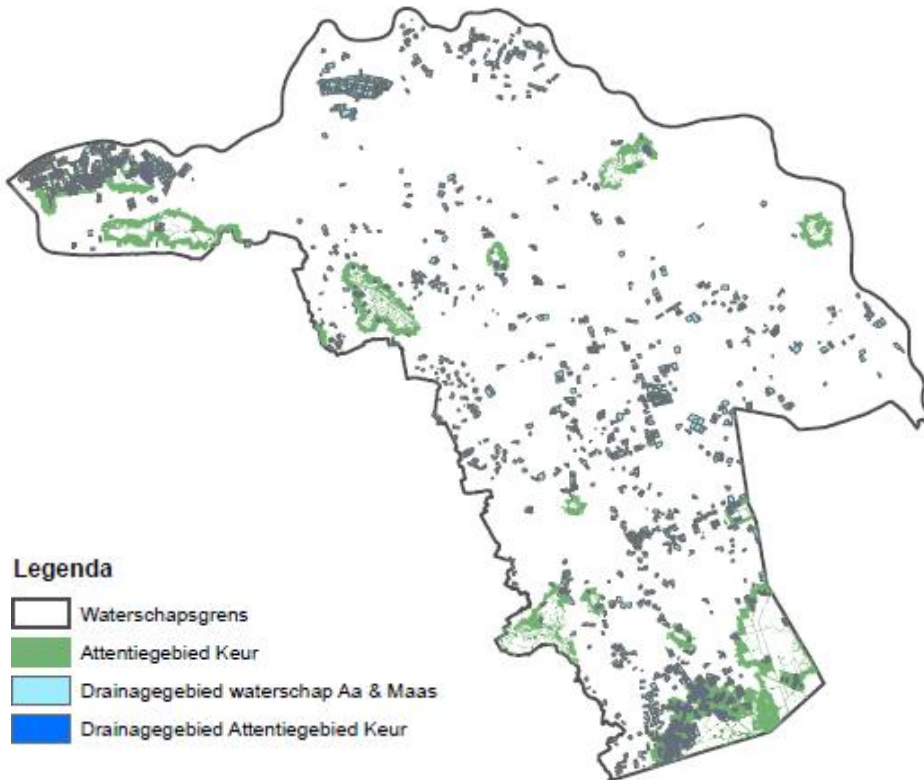 Legenda
Waterschapsgrens
Attentiegebied Keur
Drainagegebied waterschap Aa & Maas
Drainagegebied Attentiegebied Keur